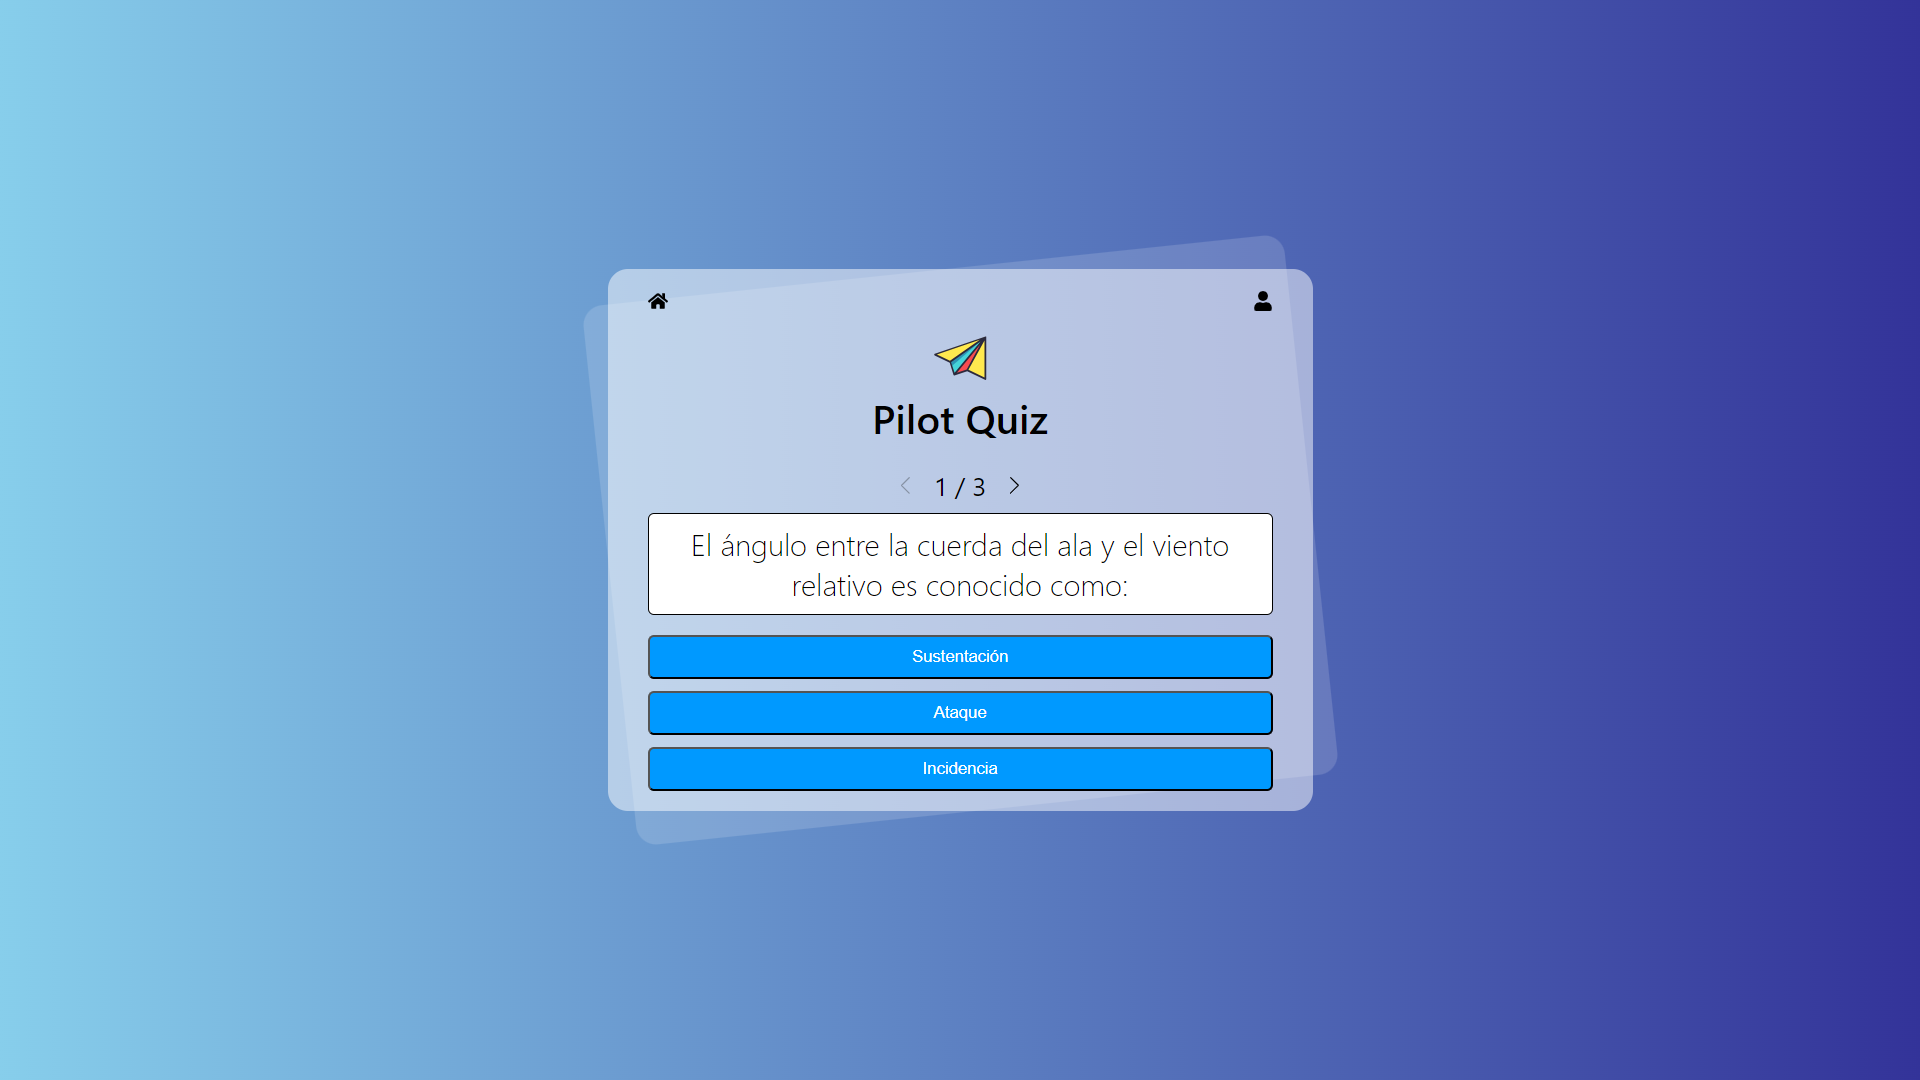 Pilot Quiz
1 / 3
El ángulo entre la cuerda del ala y el viento
relativo es conocido como:
Sustentación
Ataque
Incidencia